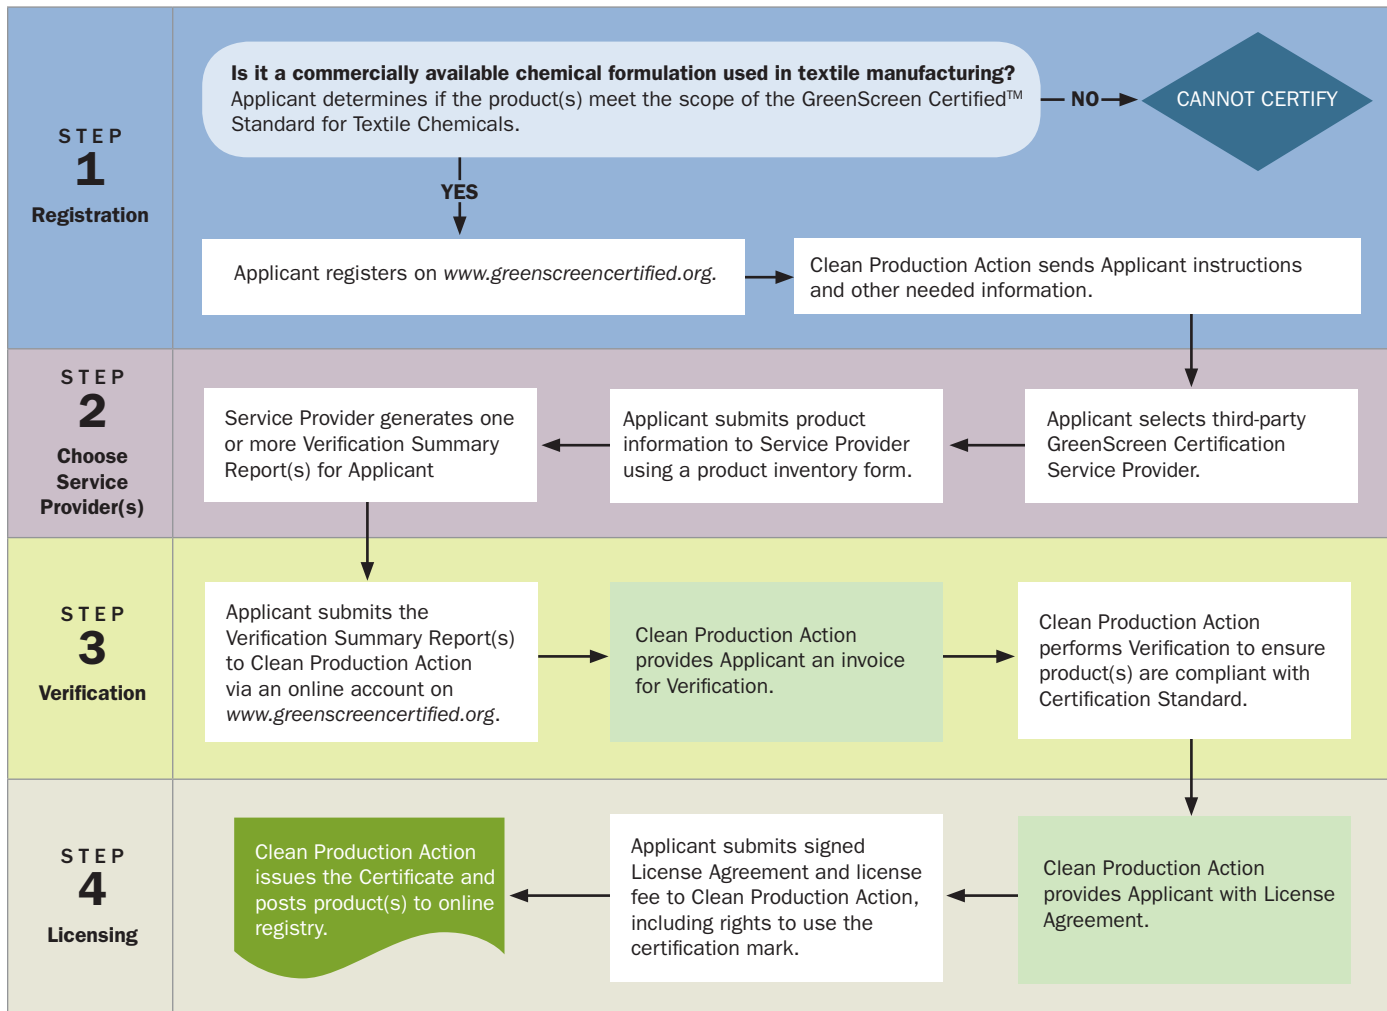 STEP
1
Registration
Is it a commercially available chemical formulation used in textile manufacturing?
Applicant determines if the product(s) meet the scope of the GreenScreen Certified™
Standard for Textile Chemicals.
NO
CANNOT CERTIFY
YES
Applicant registers on www.greenscreencertified.org.
Clean Production Action sends Applicant instructions
and other needed information.
STEP
2
Choose
Service
Provider(s)
Service Provider generates one
or more Verification Summary
Report(s) for Applicant
Applicant submits product
information to Service Provider
using a product inventory form.
Applicant selects third-party
GreenScreen Certification
Service Provider.
STEP
3
Verification
Applicant submits the
Verification Summary Report(s)
to Clean Production Action
via an online account on
www.greenscreencertified.org.
Clean Production Action
provides Applicant an invoice
for Verification.
Clean Production Action
performs Verification to ensure
product(s) are compliant with
Certification Standard.
STEP
4
Licensing
Clean Production Action
issues the Certificate and
posts product(s) to online
registry.
Applicant submits signed
License Agreement and license
fee to Clean Production Action,
including rights to use the
certification mark.
Clean Production Action
provides Applicant with License
Agreement.